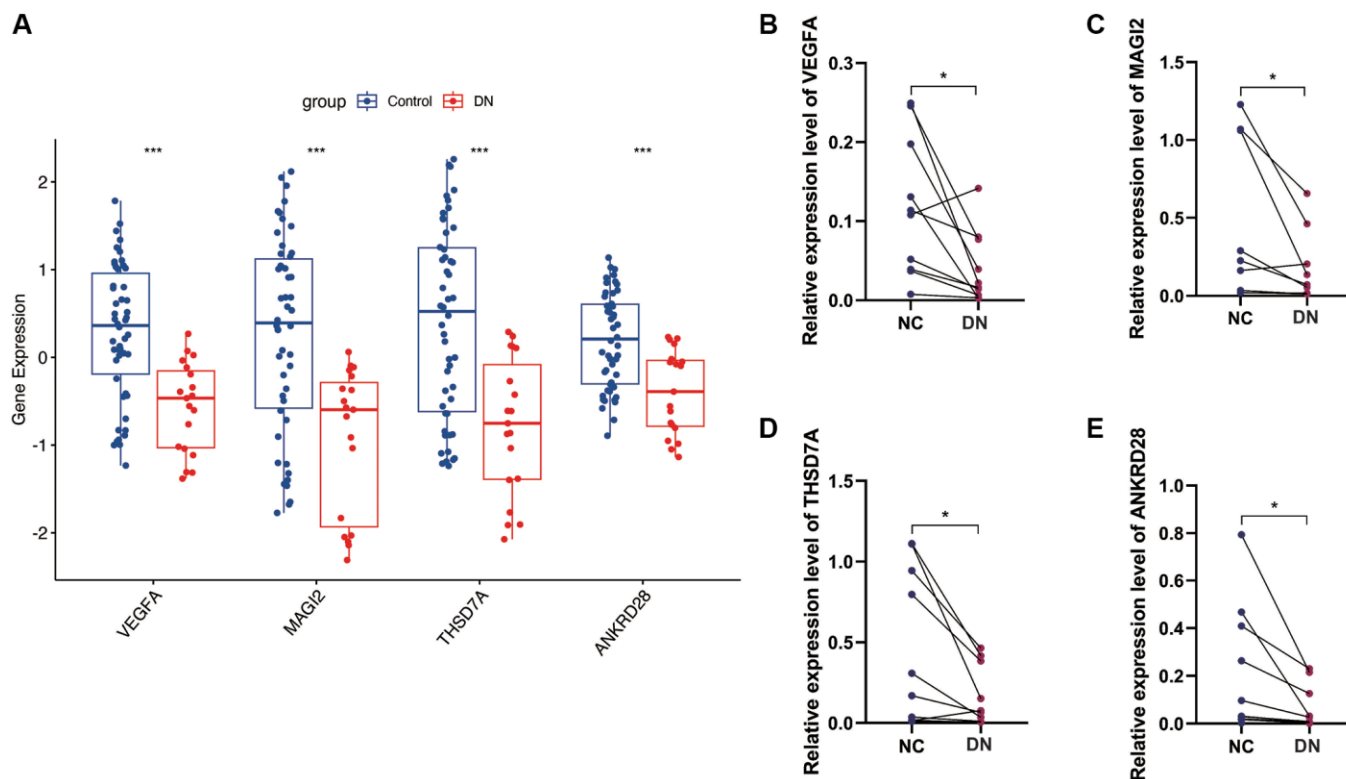 A
group Control DN
Gene Expression
2
1
0
-1
-2
***
***
***
***
VEGFA
MAGI2
THSD7A
ANKRD28
B
Relative expression level of VEGFA
0.3
0.2
0.1
0.0
*
NC DN
C
Relative expression level of MAGI2
1.5
1.0
0.5
0.0
*
NC DN
D
Relative expression level of THSD7A
1.5
1.0
0.5
0.0
*
NC DN
E
Relative expression level of ANKRD28
1.0
0.8
0.6
0.4
0.2
0.0
*
NC DN